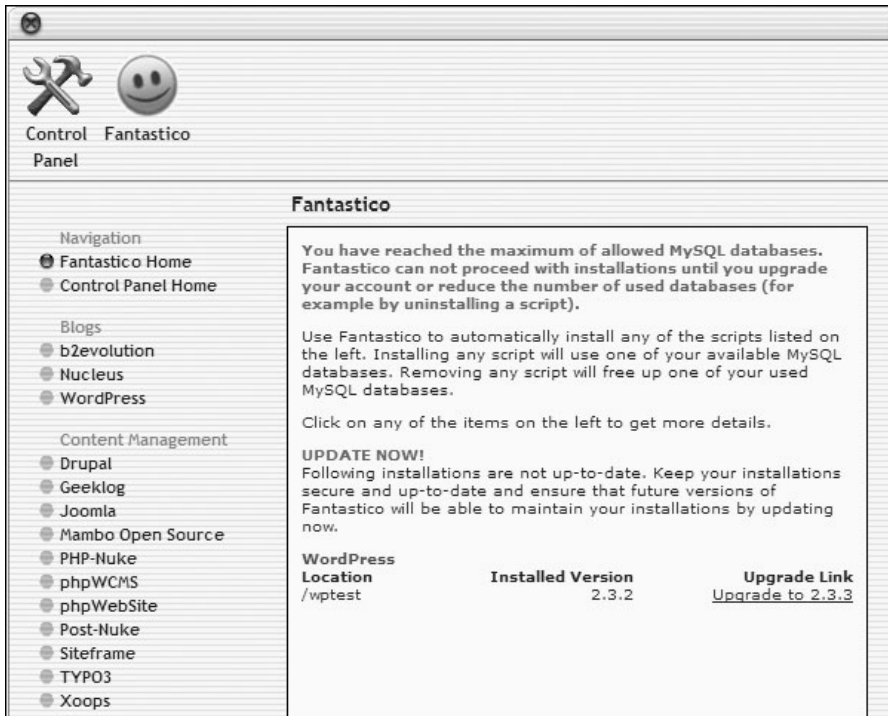 Control
Panel
Fantastico
Navigation
Fantastico Home
Control Panel Home
Blogs
b2evolution
Nucleus
WordPress
Content Management
Drupal
Geeklog
Joomla
Mambo Open Source
PHP-Nuke
phpWCMS
phpWebSite
Post-Nuke
Siteframe
TYPO3
Xoops
Fantastico
You have reached the maximum of allowed MySQL databases.
Fantastico can not proceed with installations until you upgrade
your account or reduce the number of used databases (for
example by uninstalling a script).
Use Fantastico to automatically install any of the scripts listed on
the left. Installing any script will use one of your available MySQL
databases. Removing any script will free up one of your used
MySQL databases.
Click on any of the items on the left to get more details.
UPDATE NOW!
Following installations are not up-to-date. Keep your installations
secure and up-to-date and ensure that future versions of
Fantastico will be able to maintain your installations by updating
now.
WordPress
Location Installed Version Upgrade Link
/wptest 2.3.2 Upgrade to 2.3.3